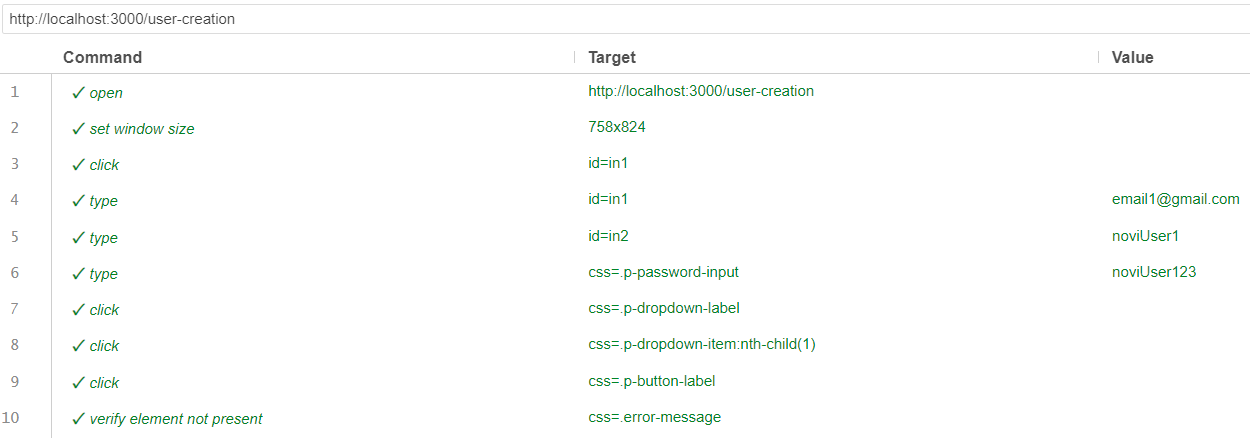 http://localhost:3000/user-creation
Command Target Value
1 ✓ open http://localhost:3000/user-creation
2 ✓ set window size 758x824
3 ✓ click id=in1
4 ✓ type id=in1 email1@gmail.com
5 ✓ type id=in2 noviUser1
6 ✓ type css=.p-password-input noviUser123
7 ✓ click css=.p-dropdown-label
8 ✓ click css=.p-dropdown-item:nth-child(1)
9 ✓ click css=.p-button-label
10 ✓ verify element not present css=.error-message